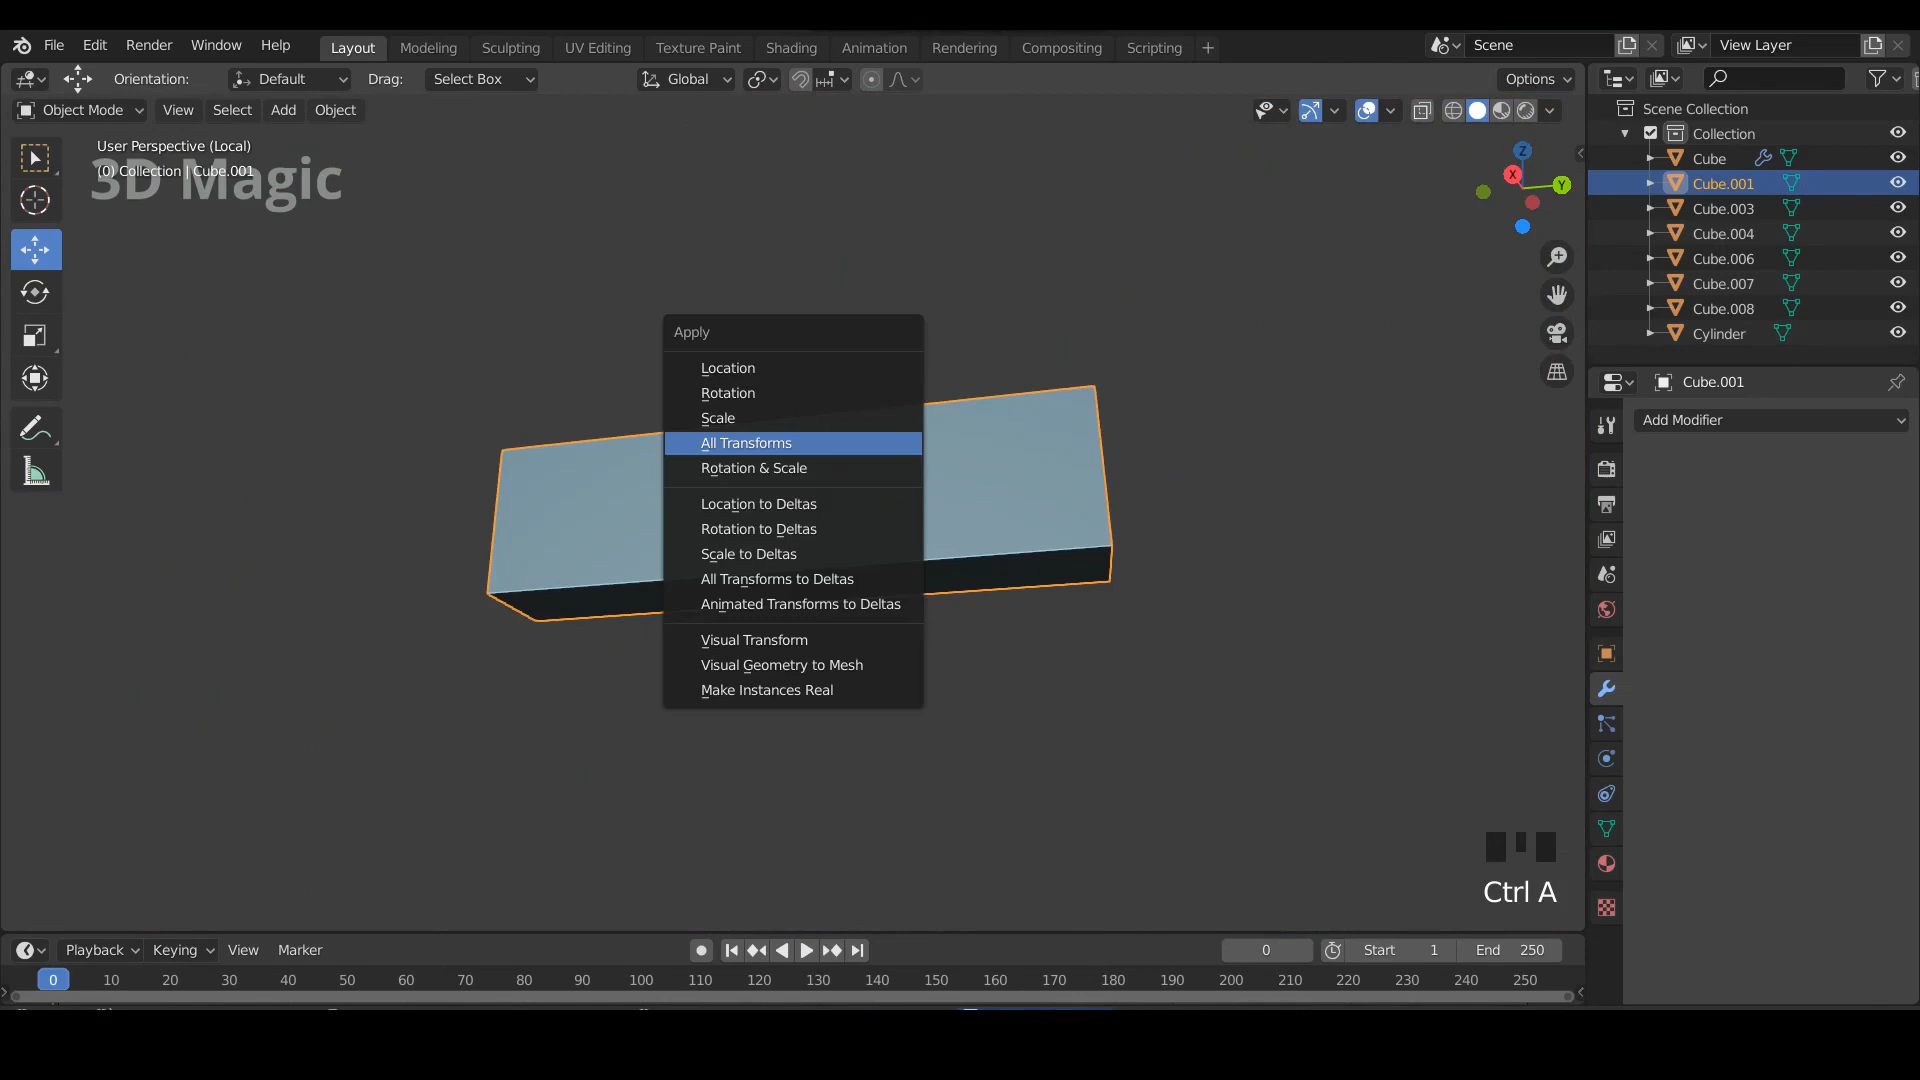 File Edit Render Window Help Layout Modeling Sculpting UV Editing Texture Paint Shading Animation Rendering Compositing Scripting + Scene View Layer
Orientation: Default Drag: Select Box Global Options
Object Mode View Select Add Object
User Perspective (Local)
(0) Collection | Cube.001
3D Magic
Z
X
Y
Scene Collection
Collection
Cube
Cube.001
Cube.003
Cube.004
Cube.006
Cube.007
Cube.008
Cylinder
Cube.001
Add Modifier
Apply
Location
Rotation
Scale
All Transforms
Rotation & Scale
Location to Deltas
Rotation to Deltas
Scale to Deltas
All Transforms to Deltas
Animated Transforms to Deltas
Visual Transform
Visual Geometry to Mesh
Make Instances Real
Ctrl A
Playback Keying View Marker 0 Start 1 End 250
0 10 20 30 40 50 60 70 80 90 100 110 120 130 140 150 160 170 180 190 200 210 220 230 240 250